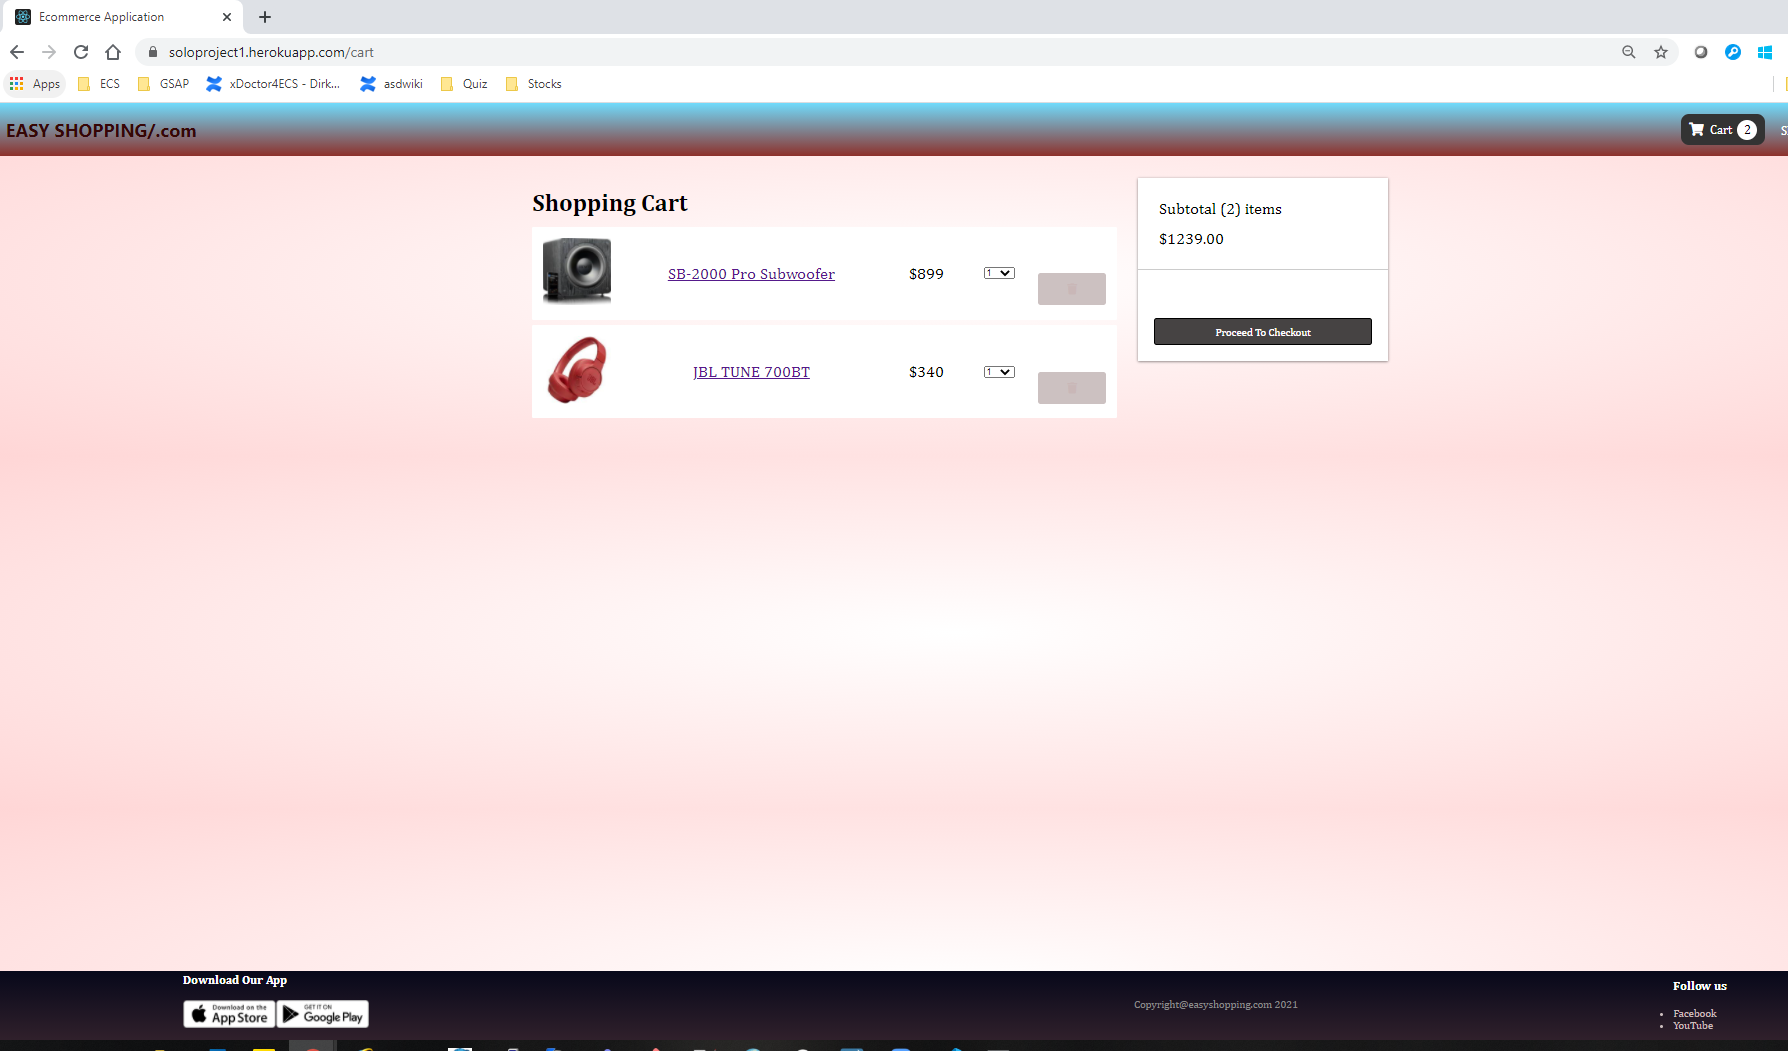 Ecommerce Application
soloproject1.herokuapp.com/cart
Apps ECS GSAP xDoctor4ECS - Dirk... asdwiki Quiz Stocks
EASY SHOPPING/.com
Cart 2 S
Shopping Cart
SB-2000 Pro Subwoofer $899 1
JBL TUNE 700BT $340 1
Subtotal (2) items
$1239.00
Proceed To Checkout
Download Our App
Download on the
App Store
GET IT ON
Google Play
Copyright@easyshopping.com 2021
Follow us
Facebook
YouTube